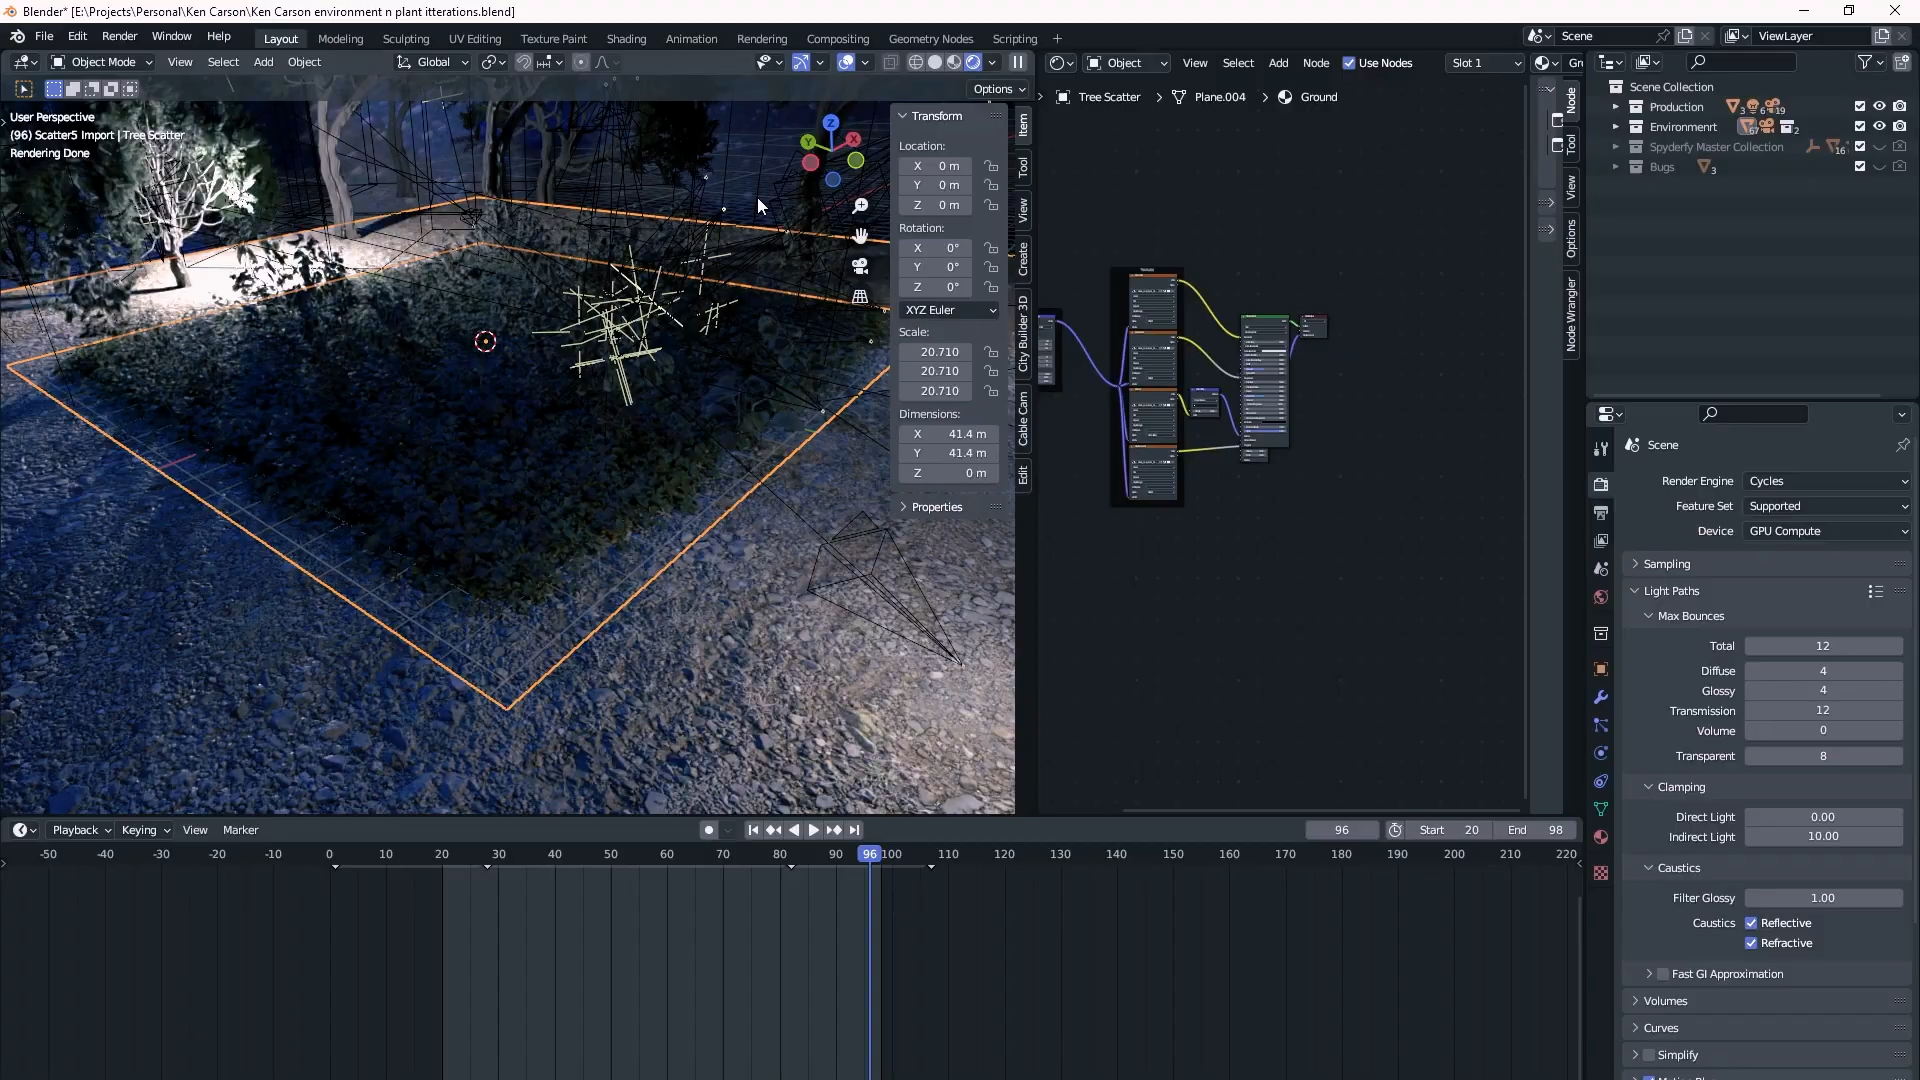 Blender* [E:\Projects\Personal\Ken Carson\Ken Carson environment n plant itterations.blend]
File Edit Render Window Help Layout Modeling Sculpting UV Editing Texture Paint Shading Animation Rendering Compositing Geometry Nodes Scripting + Scene ViewLayer
Object Mode View Select Add Object Global Object View Select Add Node Use Nodes Slot 1 Gr
Options
User Perspective
(96) Scatter5 Import | Tree Scatter
Rendering Done
Z
Y
X
Transform
Location:
X 0 m
Y 0 m
Z 0 m
Rotation:
X 0°
Y 0°
Z 0°
XYZ Euler
Scale:
20.710
20.710
20.710
Dimensions:
X 41.4 m
Y 41.4 m
Z 0 m
Properties
Item
Tool
View
Create
City Builder 3D
Cable Cam
Edit
Tree Scatter > Plane.004 > Ground
Node
Tool
View
Options
Node Wrangler
Scene Collection
Production 3 6 19
Environemnrt 67 2
Spyderfy Master Collection 16
Bugs 3
Scene
Render Engine Cycles
Feature Set Supported
Device GPU Compute
Sampling
Light Paths
Max Bounces
Total 12
Diffuse 4
Glossy 4
Transmission 12
Volume 0
Transparent 8
Clamping
Direct Light 0.00
Indirect Light 10.00
Caustics
Filter Glossy 1.00
Caustics Reflective
Refractive
Fast GI Approximation
Volumes
Curves
Simplify
Playback Keying View Marker 96 Start 20 End 98
-50 -40 -30 -20 -10 0 10 20 30 40 50 60 70 80 90 96 100 110 120 130 140 150 160 170 180 190 200 210 220